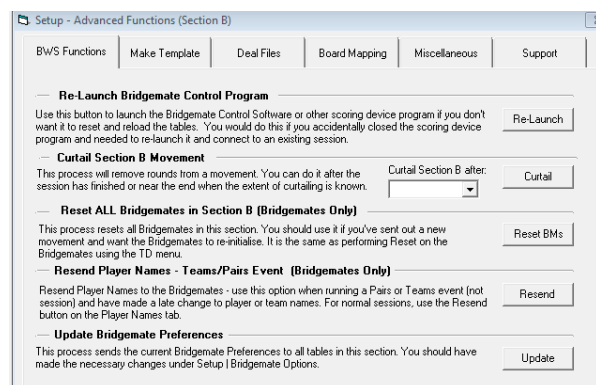 Setup - Advanced Functions (Section B)
BWS Functions
Make Template
Deal Files
Board Mapping
Miscellaneous
Support
Re-Launch Bridgemate Control Program
Use this button to launch the Bridgemate Control Software or other scoring device program if you don't
want it to reset and reload the tables. You would do this if you accidentally closed the scoring device
program and needed to relaunch it and connect to an existing session.
Re-Launch
Curtail Section B Movement
This process will remove rounds from a movement. You can do it after the
session has finished or near the end when the extent of curtailing is known.
Curtail Section B after:
Curtail
Reset ALL Bridgemates in Section B (Bridgemates Only)
This process resets all Bridgemates in this section. You should use it if you've sent out a new
movement and want the Bridgemates to re-initialise. It is the same as performing Reset on the
Bridgemates using the TD menu.
Reset BMs
Resend Player Names - Teams/Pairs Event (Bridgemates Only)
Resend Player Names to the Bridgemates - use this option when running a Pairs or Teams event (not
session) and have made a late change to player or team names. For normal sessions, use the Resend
button on the Player Names tab.
Resend
Update Bridgemate Preferences
This process sends the current Bridgemate Preferences to all tables in this section. You should have
made the necessary changes under Setup | Bridgemate Options.
Update